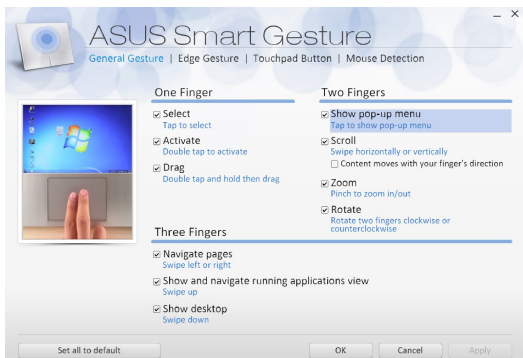 ASUS Smart Gesture
General Gesture | Edge Gesture | Touchpad Button | Mouse Detection
One Finger
Select
Tap to select
Activate
Double tap to activate
Drag
Double tap and hold then drag
Two Fingers
Show pop-up menu
Tap to show pop-up menu
Scroll
Swipe horizontally or vertically
Content moves with your finger's direction
Zoom
Pinch to zoom in/out
Rotate
Rotate two fingers clockwise or
counterclockwise
Three Fingers
Navigate pages
Swipe left or right
Show and navigate running applications view
Swipe up
Show desktop
Swipe down
Set all to default
OK
Cancel
Apply